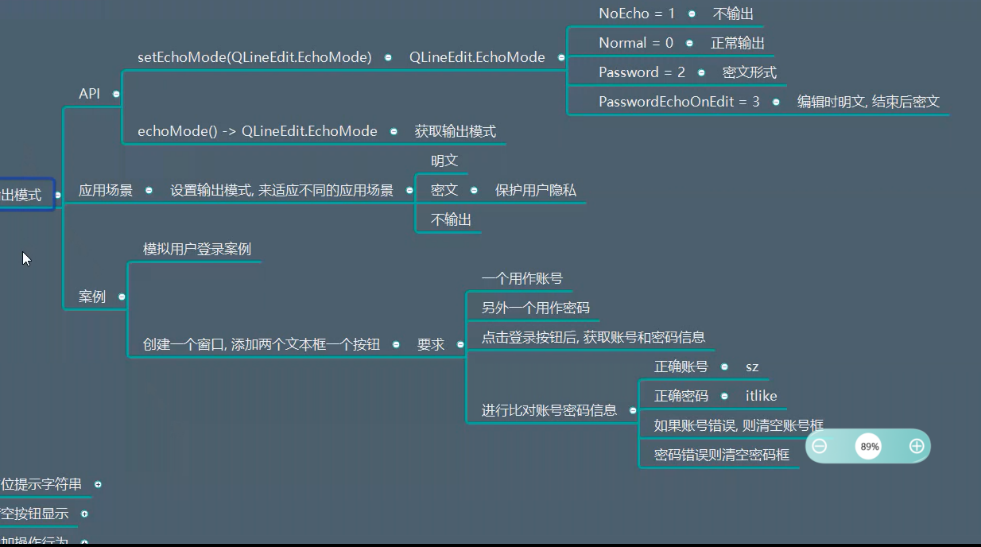 NoEcho = 1 不输出
Normal = 0 正常输出
setEchoMode(QLineEdit.EchoMode) QLineEdit.EchoMode
Password = 2 密文形式
API
PasswordEchoOnEdit = 3 编辑时明文, 结束后密文
echoMode() -> QLineEdit.EchoMode 获取输出模式
明文
出模式 应用场景 设置输出模式, 来适应不同的应用场景 密文 保护用户隐私
不输出
模拟用户登录案例
一个用作账号
案例
另外一个用作密码
点击登录按钮后, 获取账号和密码信息
创建一个窗口, 添加两个文本框一个按钮 要求
正确账号 sz
正确密码 itlike
进行比对账号密码信息
如果账号错误, 则清空账号框
89%
密码错误则清空密码框
位提示字符串
空按钮显示
加操作行为